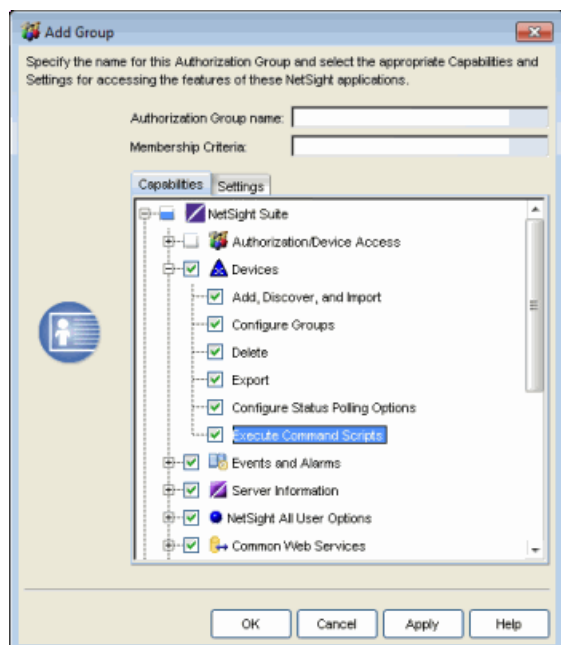 Add Group
Specify the name for this Authorization Group and select the appropriate Capabilities and
Settings for accessing the features of these NetSight applications.
Authorization Group name:
Membership Criteria:
Capabilities Settings
NetSight Suite
Authorization/Device Access
Devices
Add, Discover, and Import
Configure Groups
Delete
Export
Configure Status Polling Options
Execute Command Scripts
Events and Alarms
Server Information
NetSight All User Options
Common Web Services
OK Cancel Apply Help